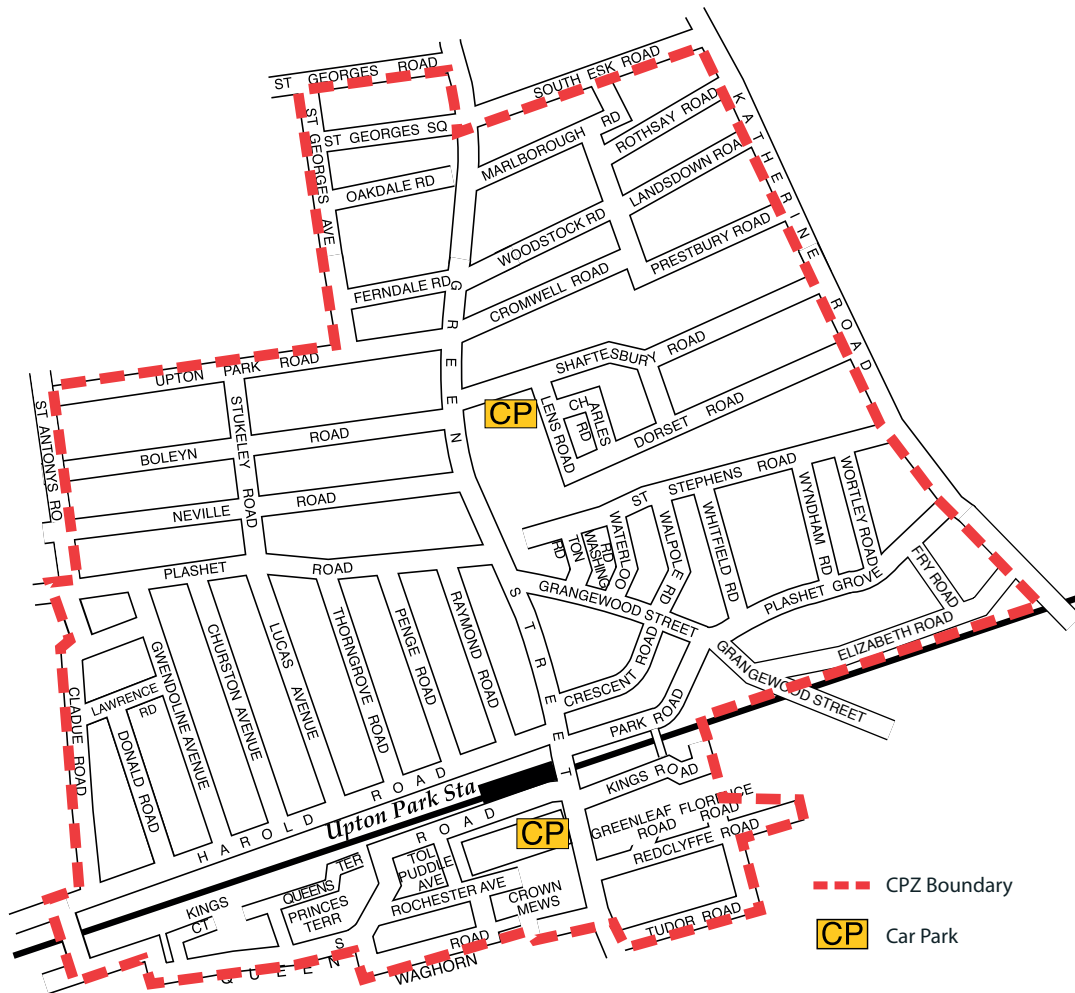 ST GEORGES ROAD
SOUTH ESK ROAD
ST GEORGES AVE
ST GEORGES SQ
OAKDALE RD
FERNDALE RD
MARLBOROUGH RD
ROTHSAY ROAD
LANDSDOWN ROAD
KATHERINE ROAD
WOODSTOCK RD
PRESTBURY ROAD
CROMWELL ROAD
GREEN STREET
UPTON PARK ROAD
SHAFTESBURY ROAD
ST ANTONYS RO
STUKELEY ROAD
CP
LENS ROAD
CHARLES RD
DORSET ROAD
BOLEYN ROAD
NEVILLE ROAD
ST STEPHENS ROAD
WASHINGTON RD
WATERLOO RD
WALPOLE RD
WHITFIELD RD
WYNDHAM RD
WORTLEY ROAD
PLASHET ROAD
GRANGEWOOD STREET
PLASHET GROVE
FRY ROAD
ELIZABETH ROAD
GRANGEWOOD STREET
CLADUE ROAD
LAWRENCE RD
DONALD ROAD
GWENDOLINE AVENUE
CHURSTON AVENUE
LUCAS AVENUE
THORNGROVE ROAD
PENGE ROAD
RAYMOND ROAD
CRESCENT ROAD
PARK ROAD
HAROLD ROAD
Upton Park Sta
KINGS ROAD
GREENLEAF ROAD
FLORENCE ROAD
REDCLYFFE ROAD
TUDOR ROAD
CP
QUEENS ROAD
TOL PUDDLE AVE
ROCHESTER AVE
CROWN MEWS
QUEENS TER
PRINCES TERR
KINGS CT
WAGHORN ROAD
CPZ Boundary
CP
Car Park